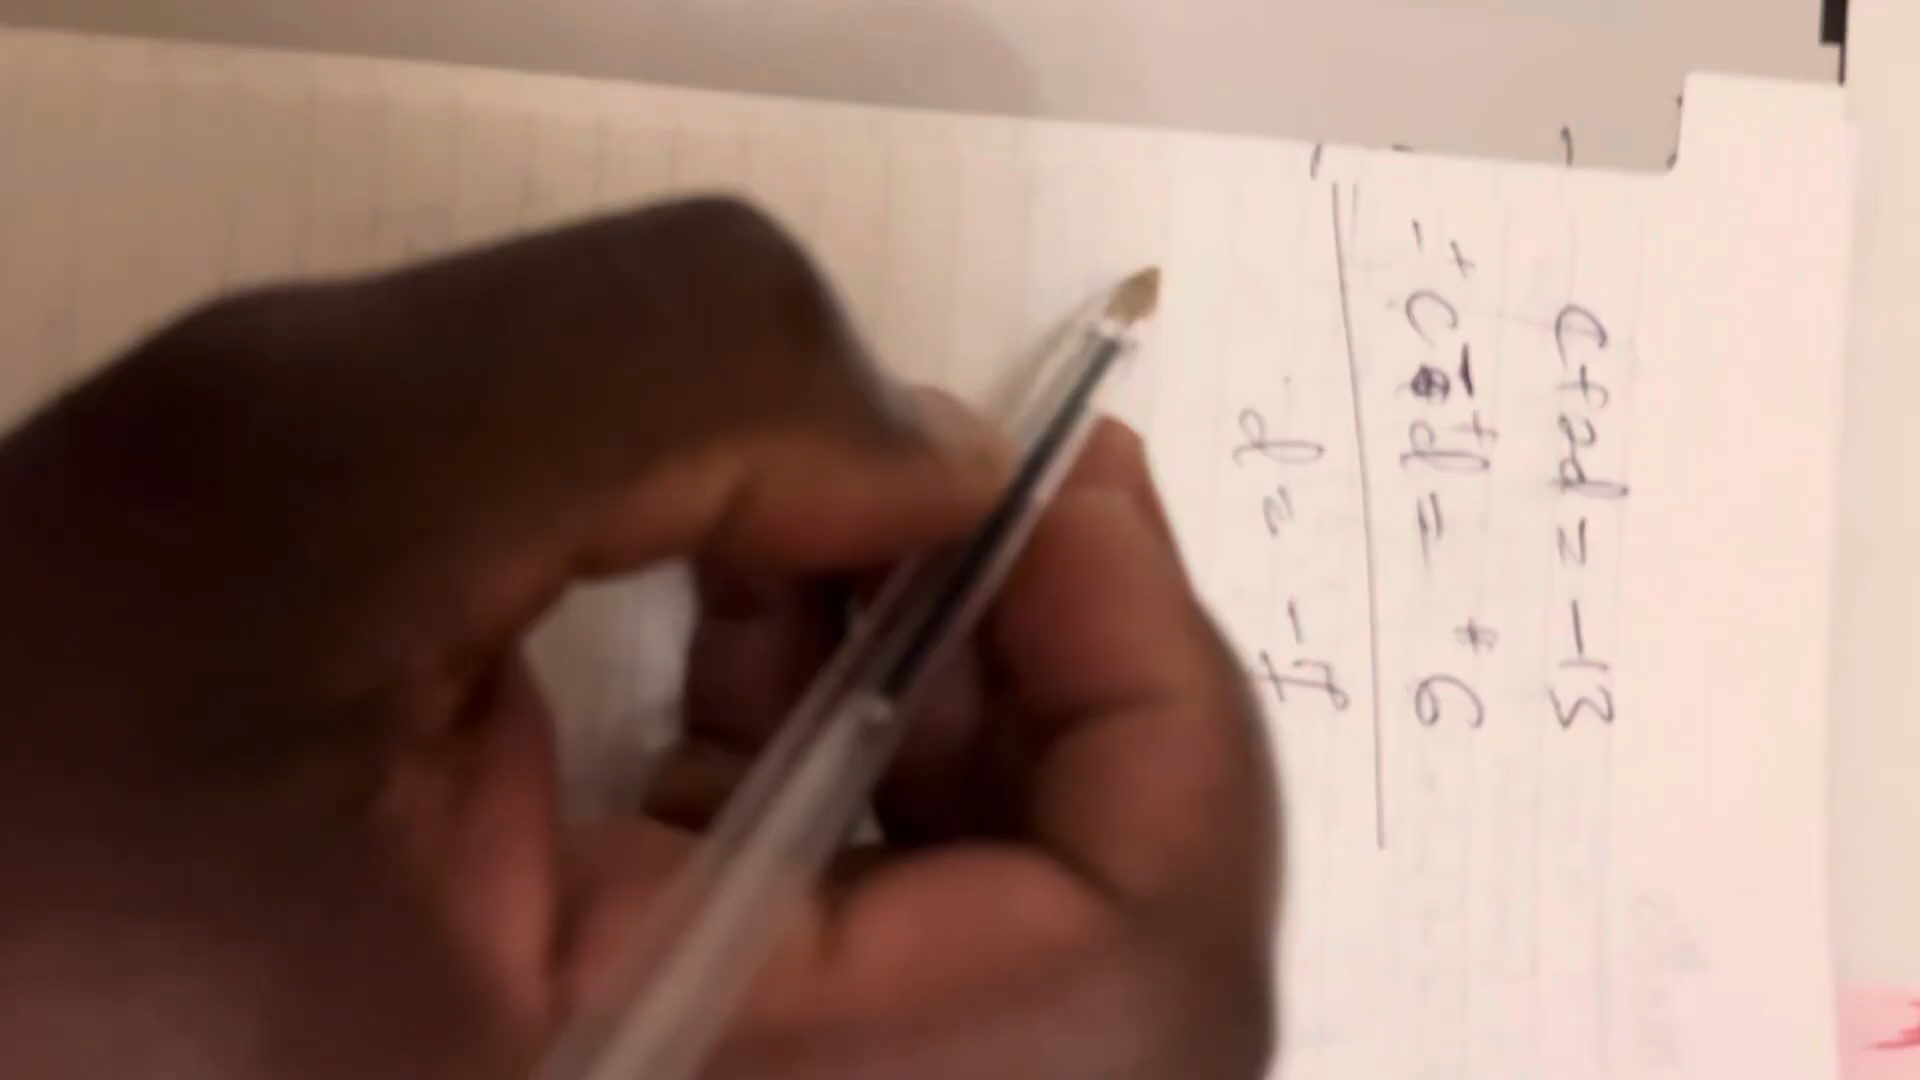 c+2d = -13
-c-d = +6
d = -7